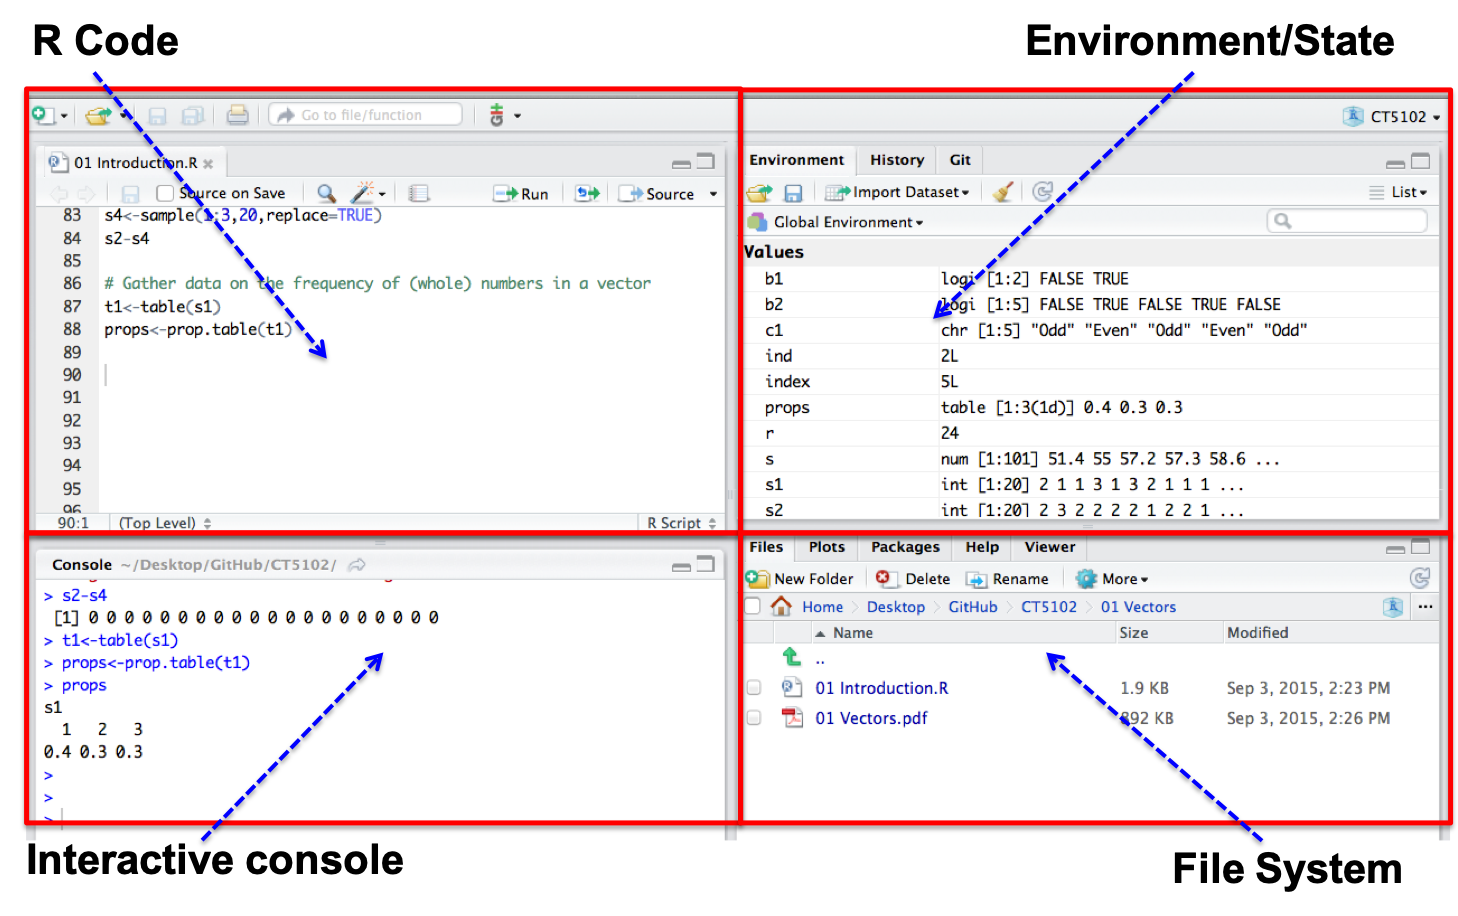 R Code
Environment/State
Go to file/function
CT5102
01 Introduction.R
Source on Save
Run
Source
83 s4<-sample(1:3,20,replace=TRUE)
84 s2-s4
85
86 # Gather data on the frequency of (whole) numbers in a vector
87 t1<-table(s1)
88 props<-prop.table(t1)
89
90
91
92
93
94
95
96
90:1 (Top Level) R Script
Environment History Git
Import Dataset List
Global Environment
Values
b1 logi [1:2] FALSE TRUE
b2 logi [1:5] FALSE TRUE FALSE TRUE FALSE
c1 chr [1:5] "Odd" "Even" "Odd" "Even" "Odd"
ind 2L
index 5L
props table [1:3(1d)] 0.4 0.3 0.3
r 24
s num [1:101] 51.4 55 57.2 57.3 58.6 ...
s1 int [1:20] 2 1 1 3 1 3 2 1 1 1 ...
s2 int [1:20] 2 3 2 2 2 2 1 2 2 1 ...
Console ~/Desktop/GitHub/CT5102/
> s2-s4
[1] 0 0 0 0 0 0 0 0 0 0 0 0 0 0 0 0 0 0 0 0
> t1<-table(s1)
> props<-prop.table(t1)
> props
s1
1 2 3
0.4 0.3 0.3
>
>
>
Files Plots Packages Help Viewer
New Folder Delete Rename More
Home Desktop GitHub CT5102 01 Vectors ...
Name Size Modified
..
01 Introduction.R 1.9 KB Sep 3, 2015, 2:23 PM
01 Vectors.pdf 892 KB Sep 3, 2015, 2:26 PM
Interactive console
File System